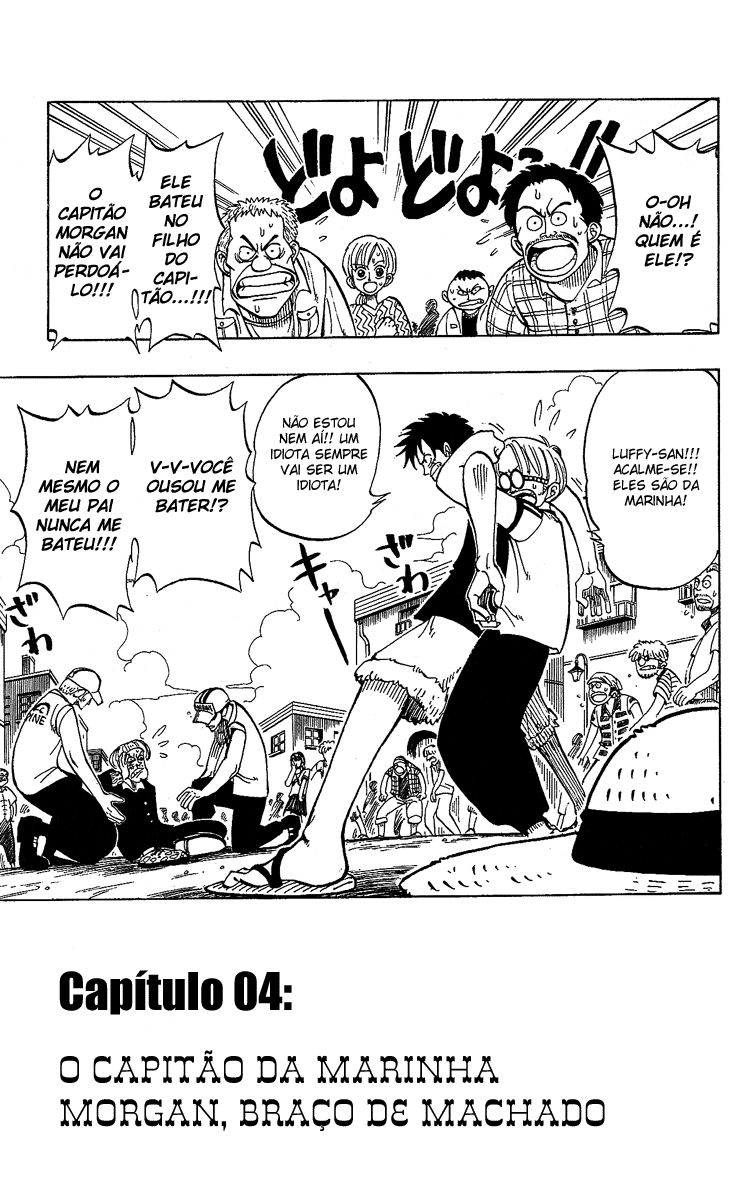 O-OH
NÃO...!
QUEM É
ELE!?
どよどよっ!!
ELE
BATEU
NO
FILHO
DO
CAPI-
TÃO...!!!
O
CAPITÃO
MORGAN
NÃO VAI
PERDOÁ-
LO!!!
LUFFY-SAN!!!
ACALME-SE!!
ELES SÃO DA
MARINHA!
NÃO ESTOU
NEM AÍ!! UM
IDIOTA SEMPRE
VAI SER UM
IDIOTA!
ざわ
キャー
V-V-VOCÊ
OUSOU ME
BATER!?
NEM
MESMO O
MEU PAI
NUNCA ME
BATEU!!!
ざわ
Capítulo 04:
O CAPITÃO DA MARINHA
MORGAN, BRAÇO DE MACHADO